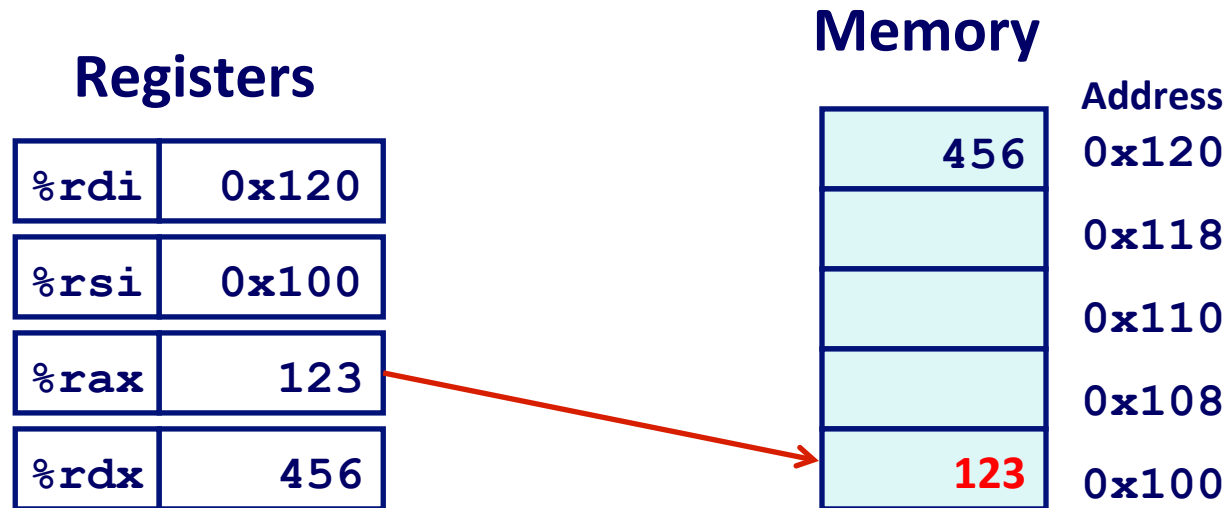 Registers
%rdi 0x120
%rsi 0x100
%rax 123
%rdx 456
Memory
Address
456 0x120
0x118
0x110
0x108
123 0x100